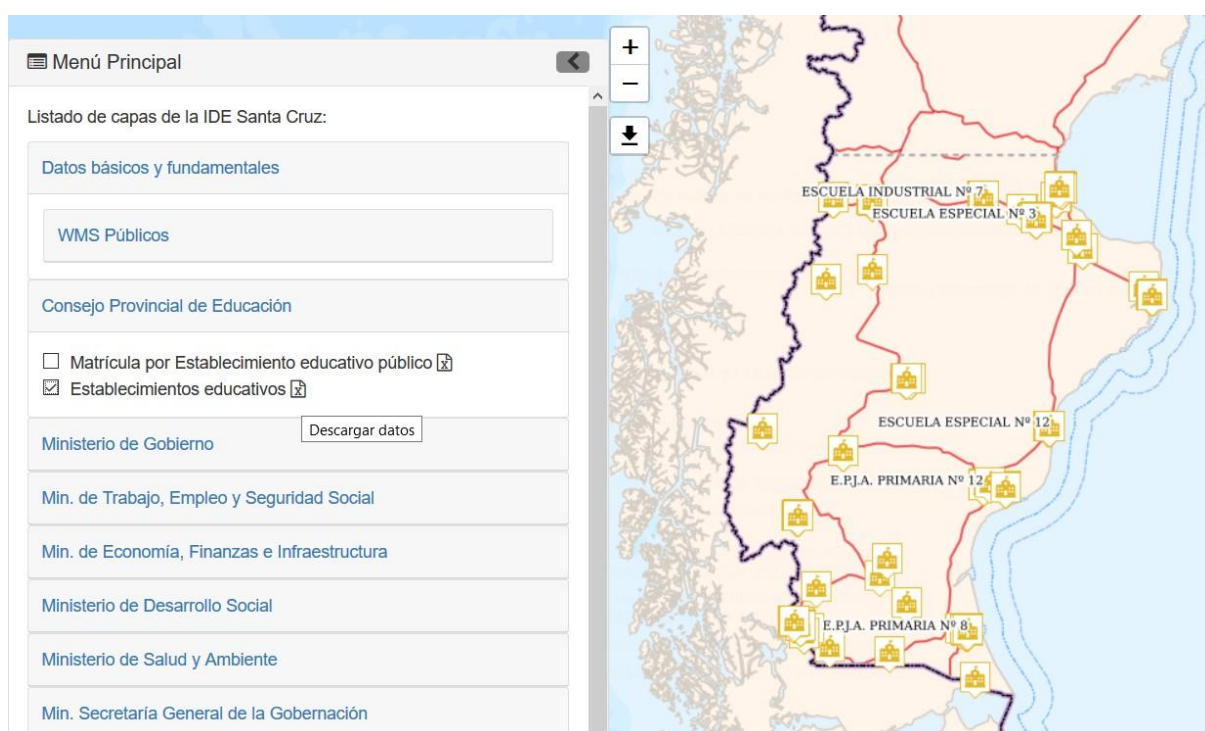 Menú Principal
Listado de capas de la IDE Santa Cruz:
Datos básicos y fundamentales
WMS Públicos
Consejo Provincial de Educación
Matrícula por Establecimiento educativo público
Establecimientos educativos
Descargar datos
Ministerio de Gobierno
Min. de Trabajo, Empleo y Seguridad Social
Min. de Economía, Finanzas e Infraestructura
Ministerio de Desarrollo Social
Ministerio de Salud y Ambiente
Min. Secretaría General de la Gobernación
+
−
ESCUELA INDUSTRIAL Nº 7
ESCUELA ESPECIAL Nº 3
ESCUELA ESPECIAL Nº 12
E.P.J.A. PRIMARIA Nº 12
E.P.J.A. PRIMARIA Nº 8